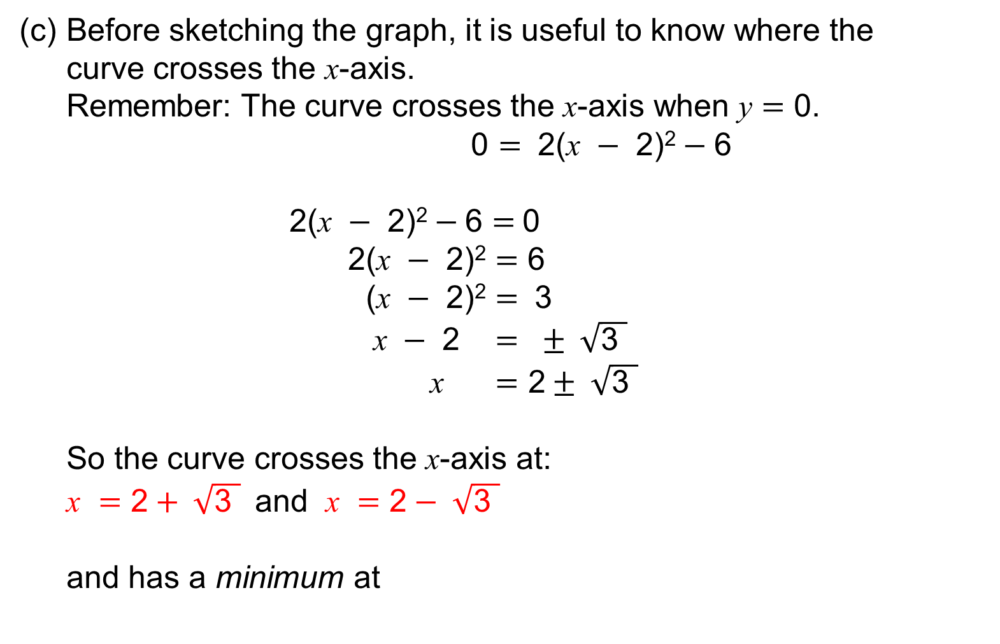 (c) Before sketching the graph, it is useful to know where the
curve crosses the x-axis.
Remember: The curve crosses the x-axis when y = 0.
0 = 2(x − 2)² – 6
2(x − 2)² – 6 = 0
2(x − 2)² = 6
(x − 2)² = 3
x − 2 = ± √3
x = 2 ± √3
So the curve crosses the x-axis at:
x = 2 + √3 and x = 2 – √3
and has a minimum at